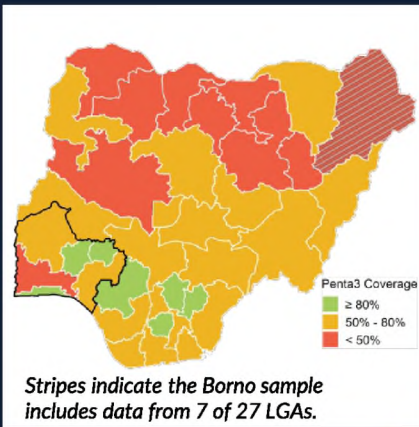 Penta3 Coverage
≥ 80%
50% - 80%
< 50%
Stripes indicate the Borno sample
includes data from 7 of 27 LGAs.